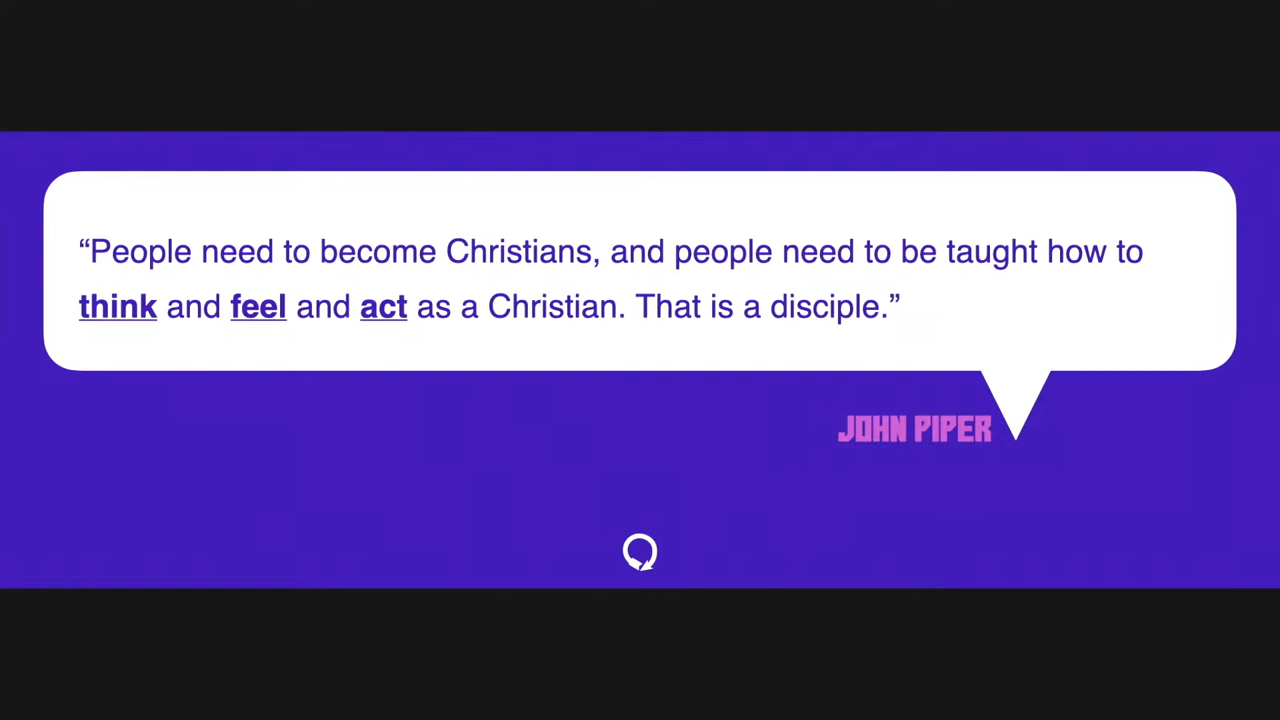 “People need to become Christians, and people need to be taught how to
think and feel and act as a Christian. That is a disciple.”
JOHN PIPER